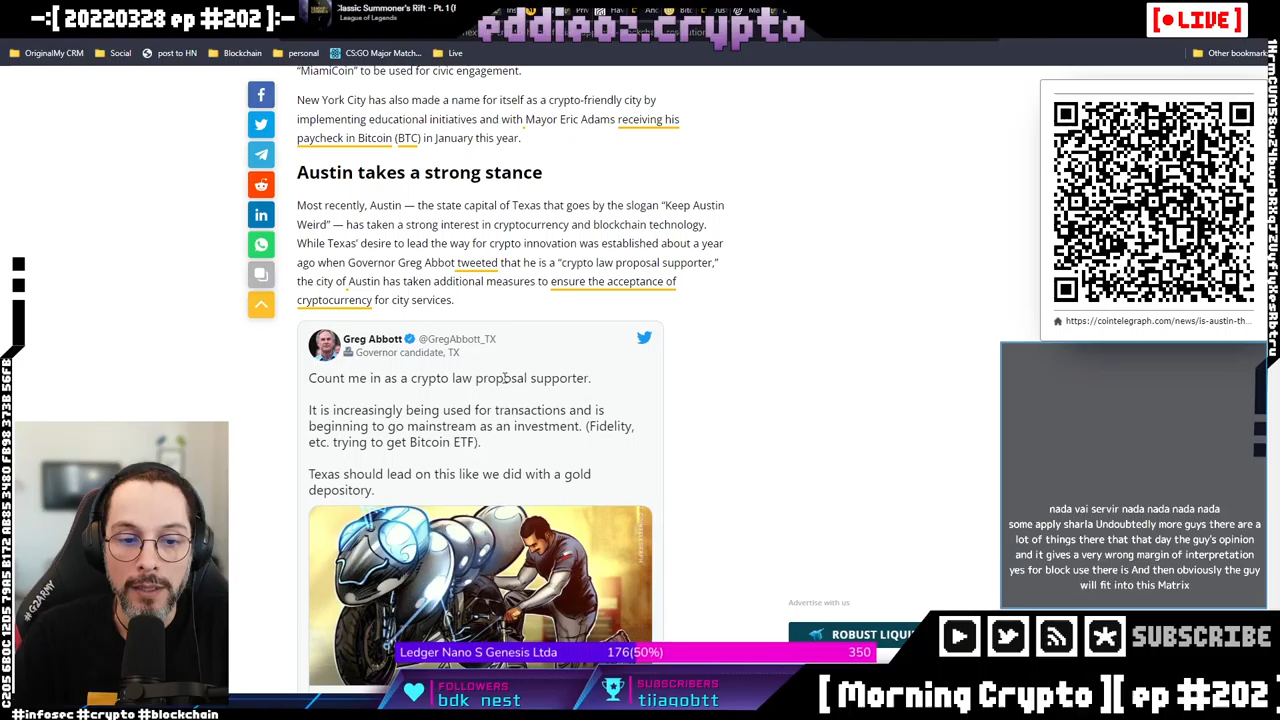 -:[ 20220328 ep #202 ]:-
Classic Summoner's Rift - Pt. 1 (
League of Legends
eddie0z.crypto
[ LIVE ]
OriginalMy CRM
Social
post to HN
Blockchain
personal
CS:GO Major Match...
Live
Other bookmark
"MiamiCoin" to be used for civic engagement.
New York City has also made a name for itself as a crypto-friendly city by
implementing educational initiatives and with Mayor Eric Adams receiving his
paycheck in Bitcoin (BTC) in January this year.
Austin takes a strong stance
Most recently, Austin — the state capital of Texas that goes by the slogan "Keep Austin
Weird" — has taken a strong interest in cryptocurrency and blockchain technology.
While Texas' desire to lead the way for crypto innovation was established about a year
ago when Governor Greg Abbot tweeted that he is a "crypto law proposal supporter,"
the city of Austin has taken additional measures to ensure the acceptance of
cryptocurrency for city services.
Greg Abbott @GregAbbott_TX
Governor candidate, TX
Count me in as a crypto law proposal supporter.
It is increasingly being used for transactions and is
beginning to go mainstream as an investment. (Fidelity,
etc. trying to get Bitcoin ETF).
Texas should lead on this like we did with a gold
depository.
https://cointelegraph.com/news/is-austin-th...
nada vai servir nada nada nada nada
some apply sharla Undoubtedly more guys there are a
lot of things there that that day the guy's opinion
and it gives a very wrong margin of interpretation
yes for block use there is And then obviously the guy
will fit into this Matrix
Advertise with us
ROBUST LIQUI
Ledger Nano S Genesis Ltda 176(50%) 350
FOLLOWERS
bdk_nest
SUBSCRIBERS
tiiagobtt
SUBSCRIBE
[ Morning Crypto ][ ep #202
#infosec #crypto #blockchain